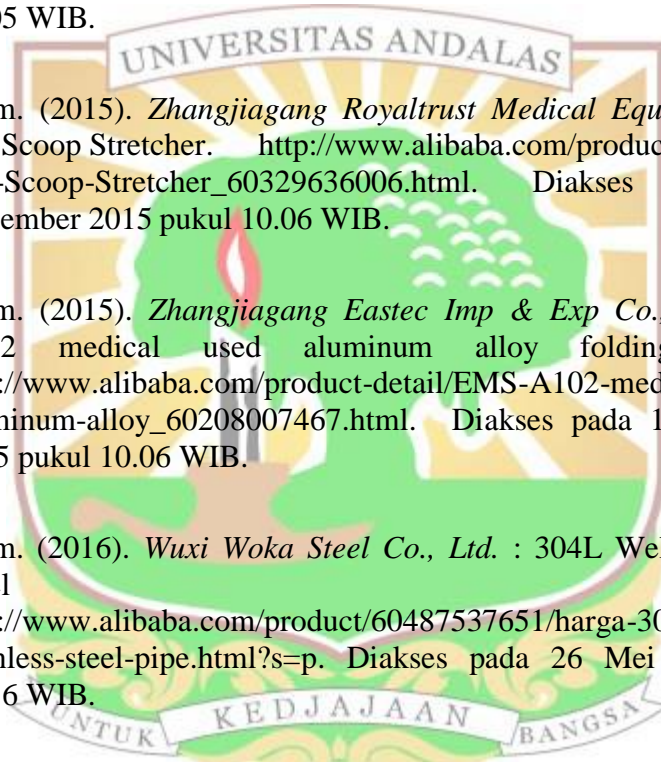 05 WIB.
UNIVERSITAS ANDALAS
m. (2015). Zhangjiagang Royaltrust Medical Equ
Scoop Stretcher. http://www.alibaba.com/produc
-Scoop-Stretcher_60329636006.html. Diakses
ember 2015 pukul 10.06 WIB.
m. (2015). Zhangjiagang Eastec Imp & Exp Co.,
2 medical used aluminum alloy folding
://www.alibaba.com/product-detail/EMS-A102-med
minum-alloy_60208007467.html. Diakses pada 1
5 pukul 10.06 WIB.
m. (2016). Wuxi Woka Steel Co., Ltd. : 304L Wel
el
://www.alibaba.com/product/60487537651/harga-30
nless-steel-pipe.html?s=p. Diakses pada 26 Mei
6 WIB.
UNTUK KEDJAJAAN BANGSA